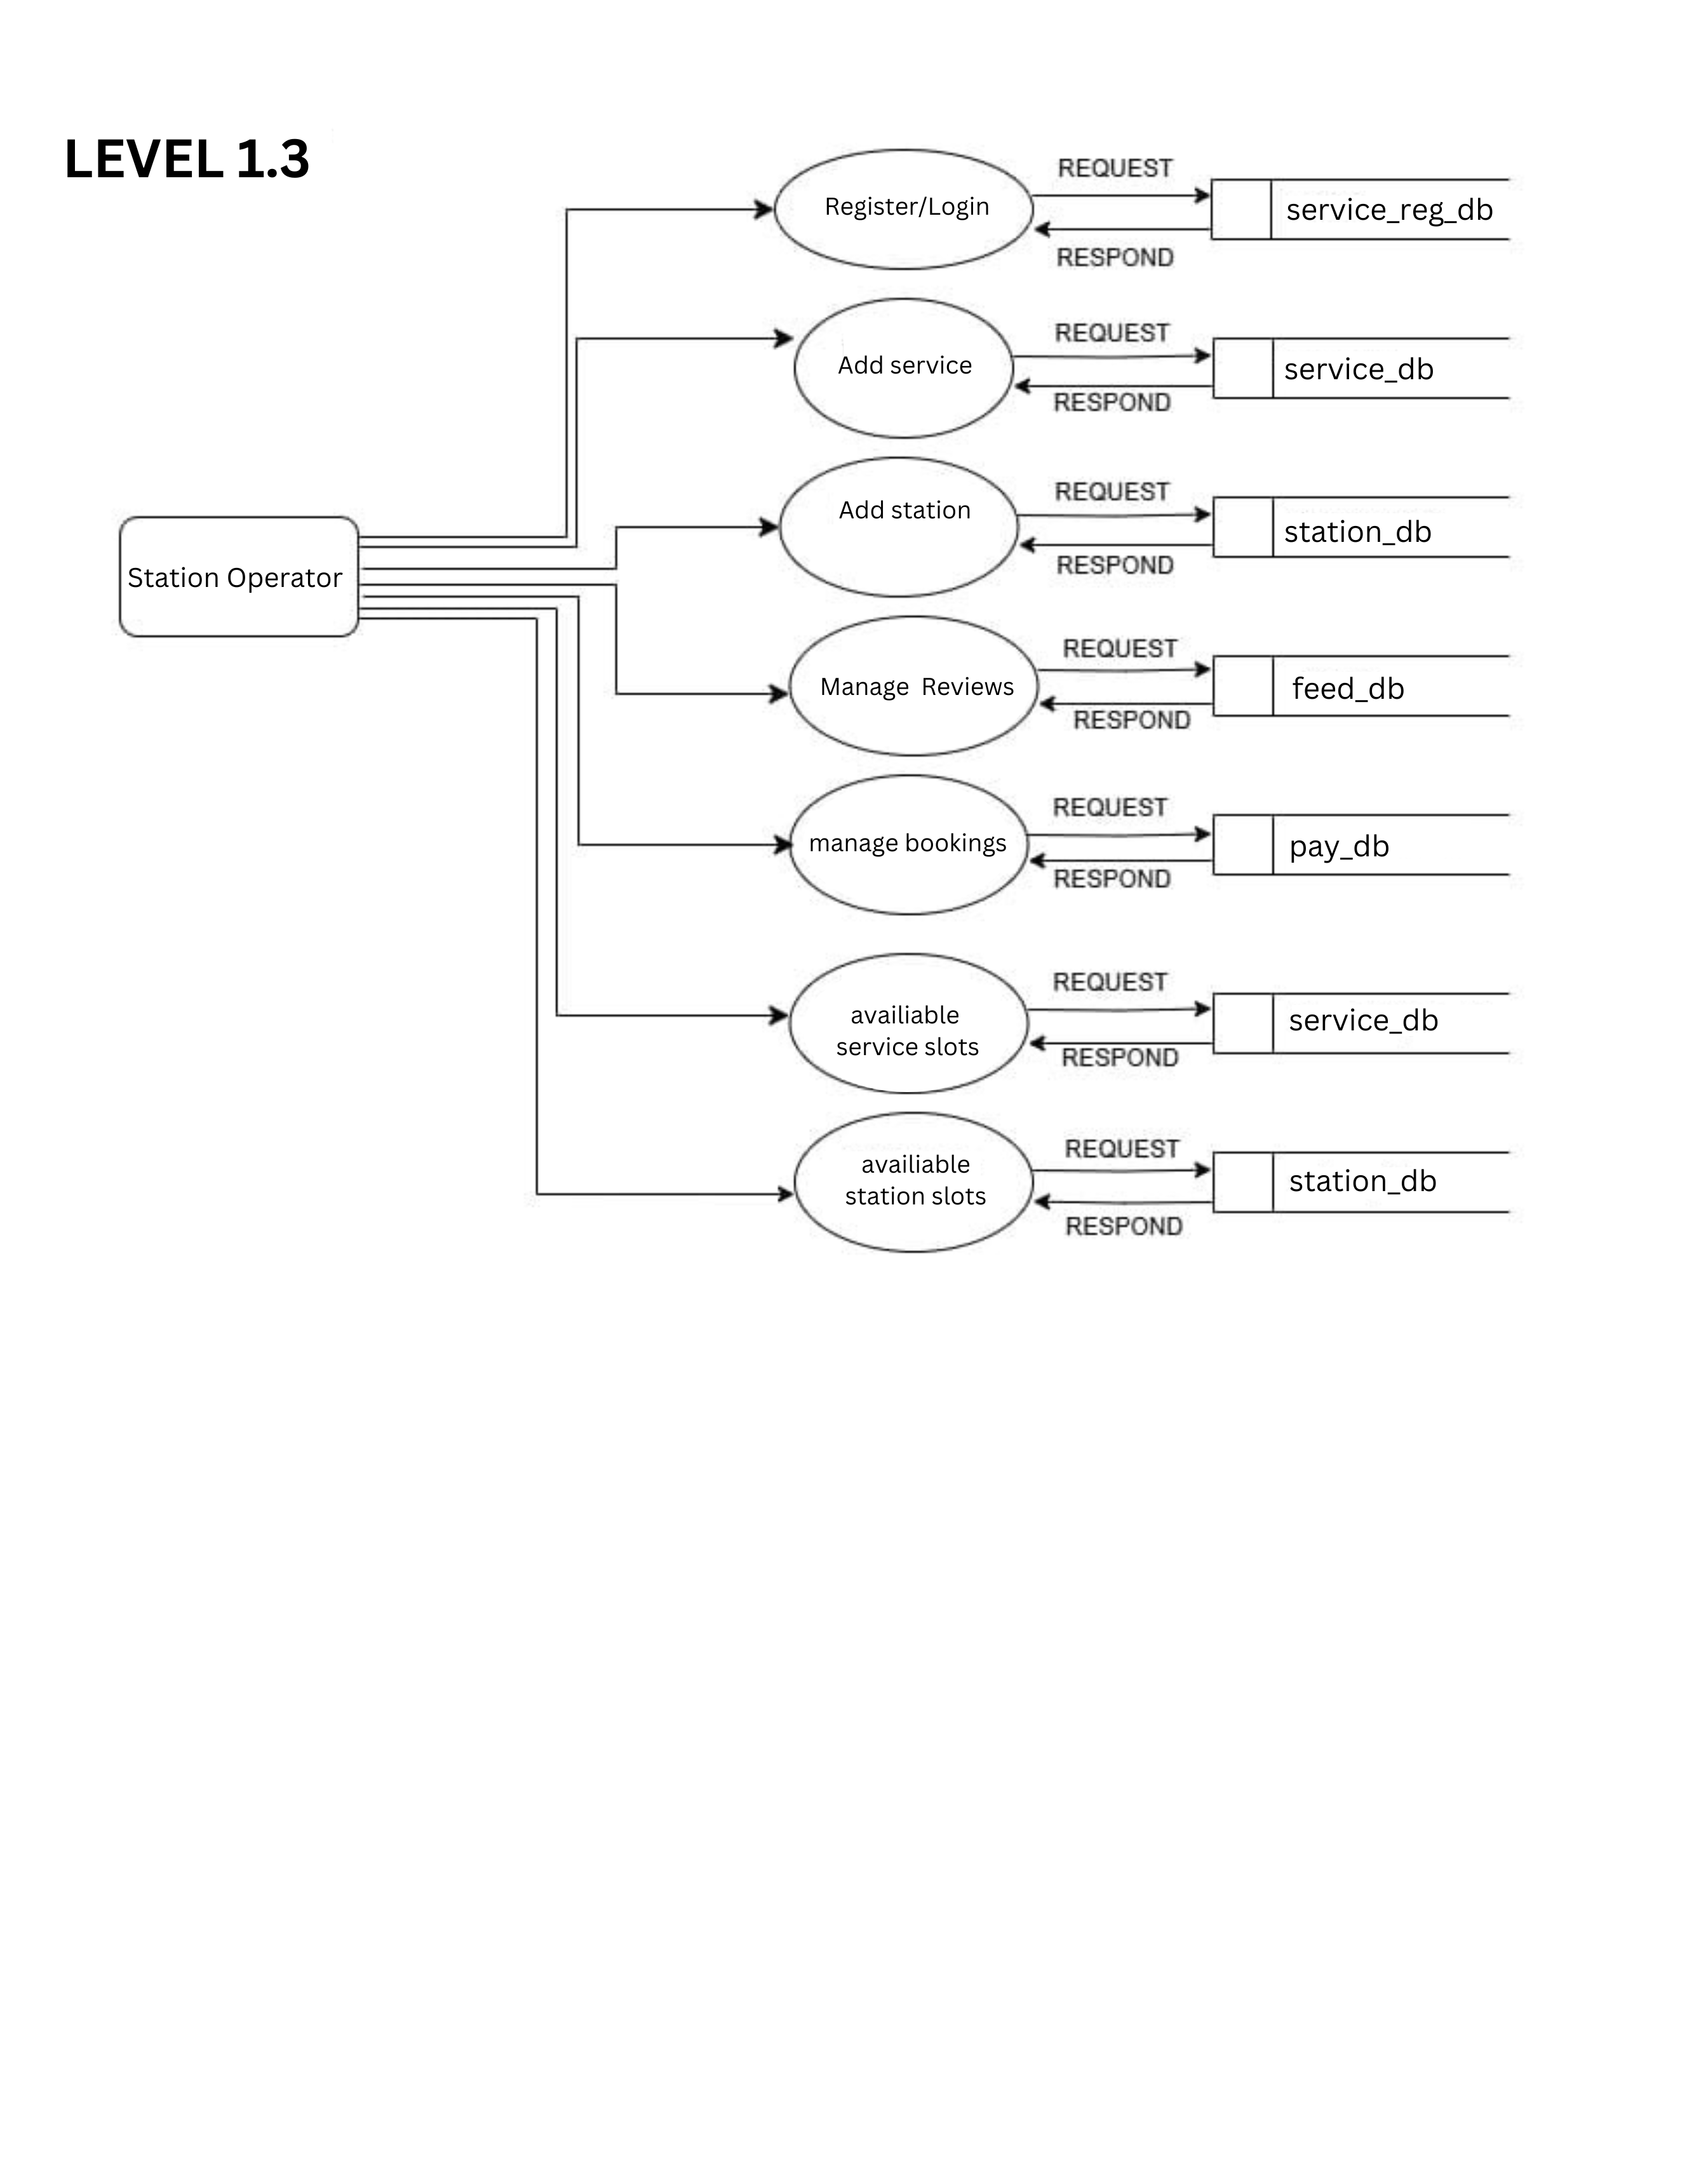 LEVEL 1.3
REQUEST
Register/Login
service_reg_db
RESPOND
REQUEST
Add service
service_db
RESPOND
REQUEST
Add station
station_db
RESPOND
Station Operator
REQUEST
Manage  Reviews
feed_db
RESPOND
REQUEST
manage bookings
pay_db
RESPOND
REQUEST
availiable
service slots
service_db
RESPOND
REQUEST
availiable
station slots
station_db
RESPOND